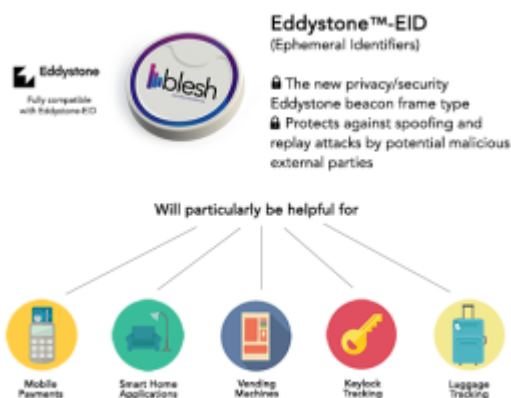 Eddystone™-EID
(Ephemeral Identifiers)
Eddystone
Fully compatible
with Eddystone-EID
blesh
The new privacy/security
Eddystone beacon frame type
Protects against spoofing and
replay attacks by potential malicious
external parties
Will particularly be helpful for
Mobile
Payments
Smart Home
Applications
Vending
Machines
Keylock
Tracking
Luggage
Tracking